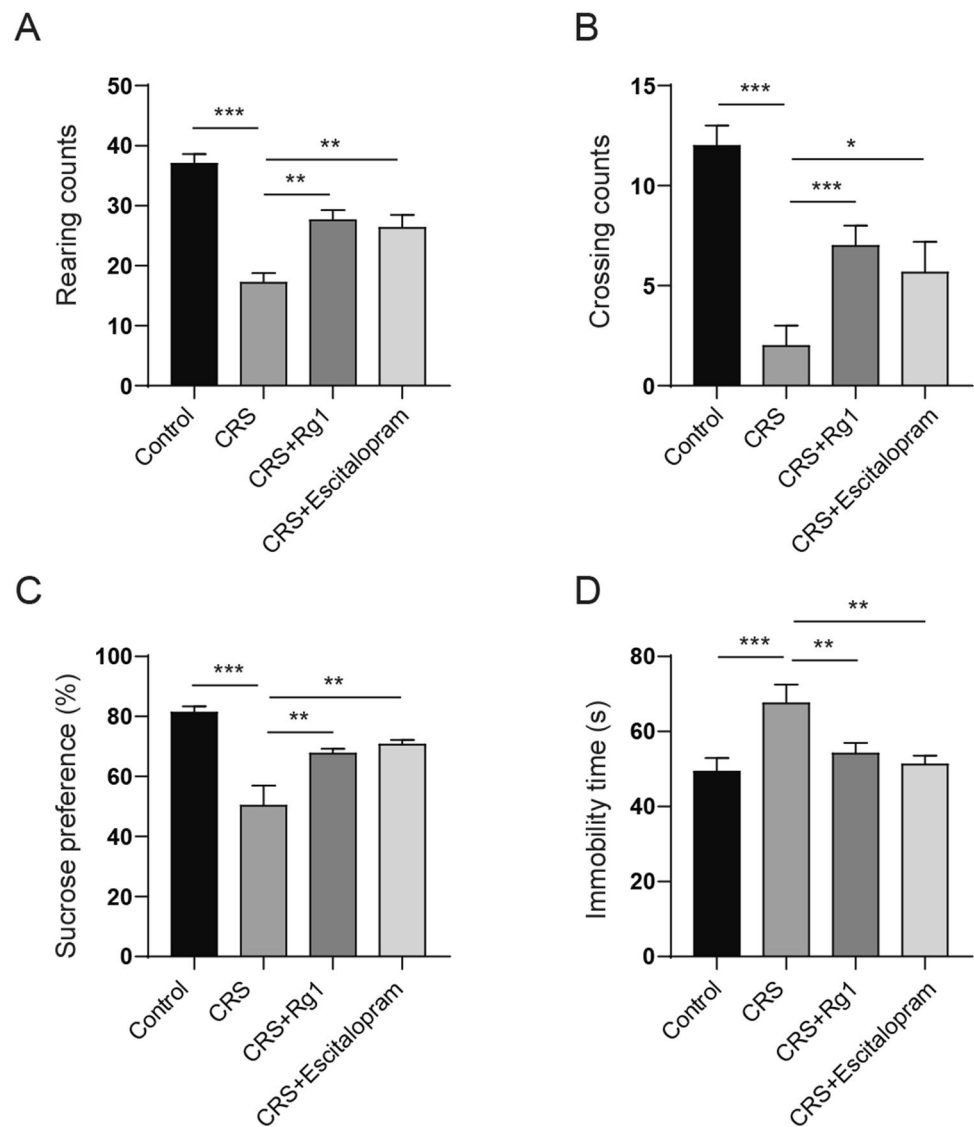 A
Rearing counts
50
40
30
20
10
0
***
**
**
Control
CRS
CRS+Rg1
CRS+Escitalopram
B
Crossing counts
15
10
5
0
***
*
***
Control
CRS
CRS+Rg1
CRS+Escitalopram
C
Sucrose preference (%)
100
80
60
40
20
0
***
**
**
Control
CRS
CRS+Rg1
CRS+Escitalopram
D
Immobility time (s)
80
60
40
20
0
**
***
**
Control
CRS
CRS+Rg1
CRS+Escitalopram